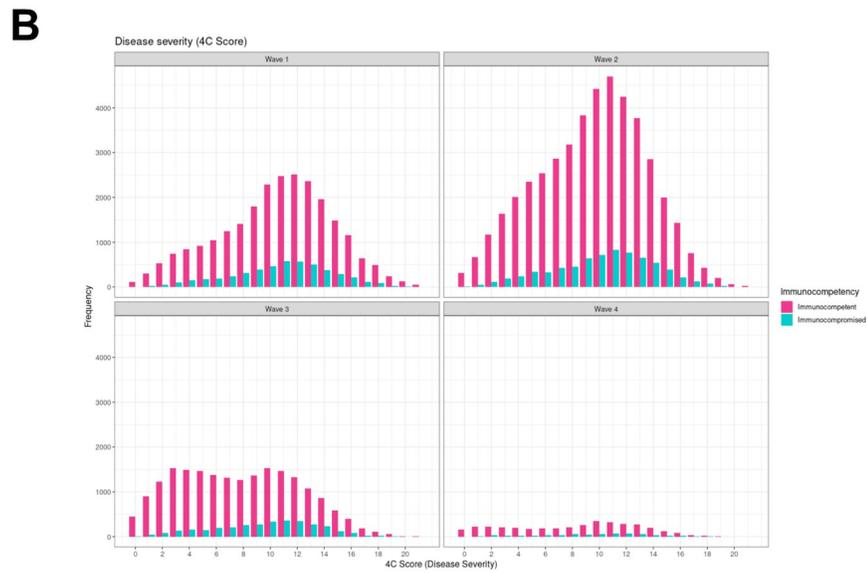 B
Disease severity (4C Score)
Wave 1
Wave 2
4000
3000
2000
1000
0
Wave 3
Wave 4
4000
3000
2000
1000
0
0 2 4 6 8 10 12 14 16 18 20
0 2 4 6 8 10 12 14 16 18 20
Frequency
4C Score (Disease Severity)
Immunocompetency
Immunocompetent
Immunocompromised